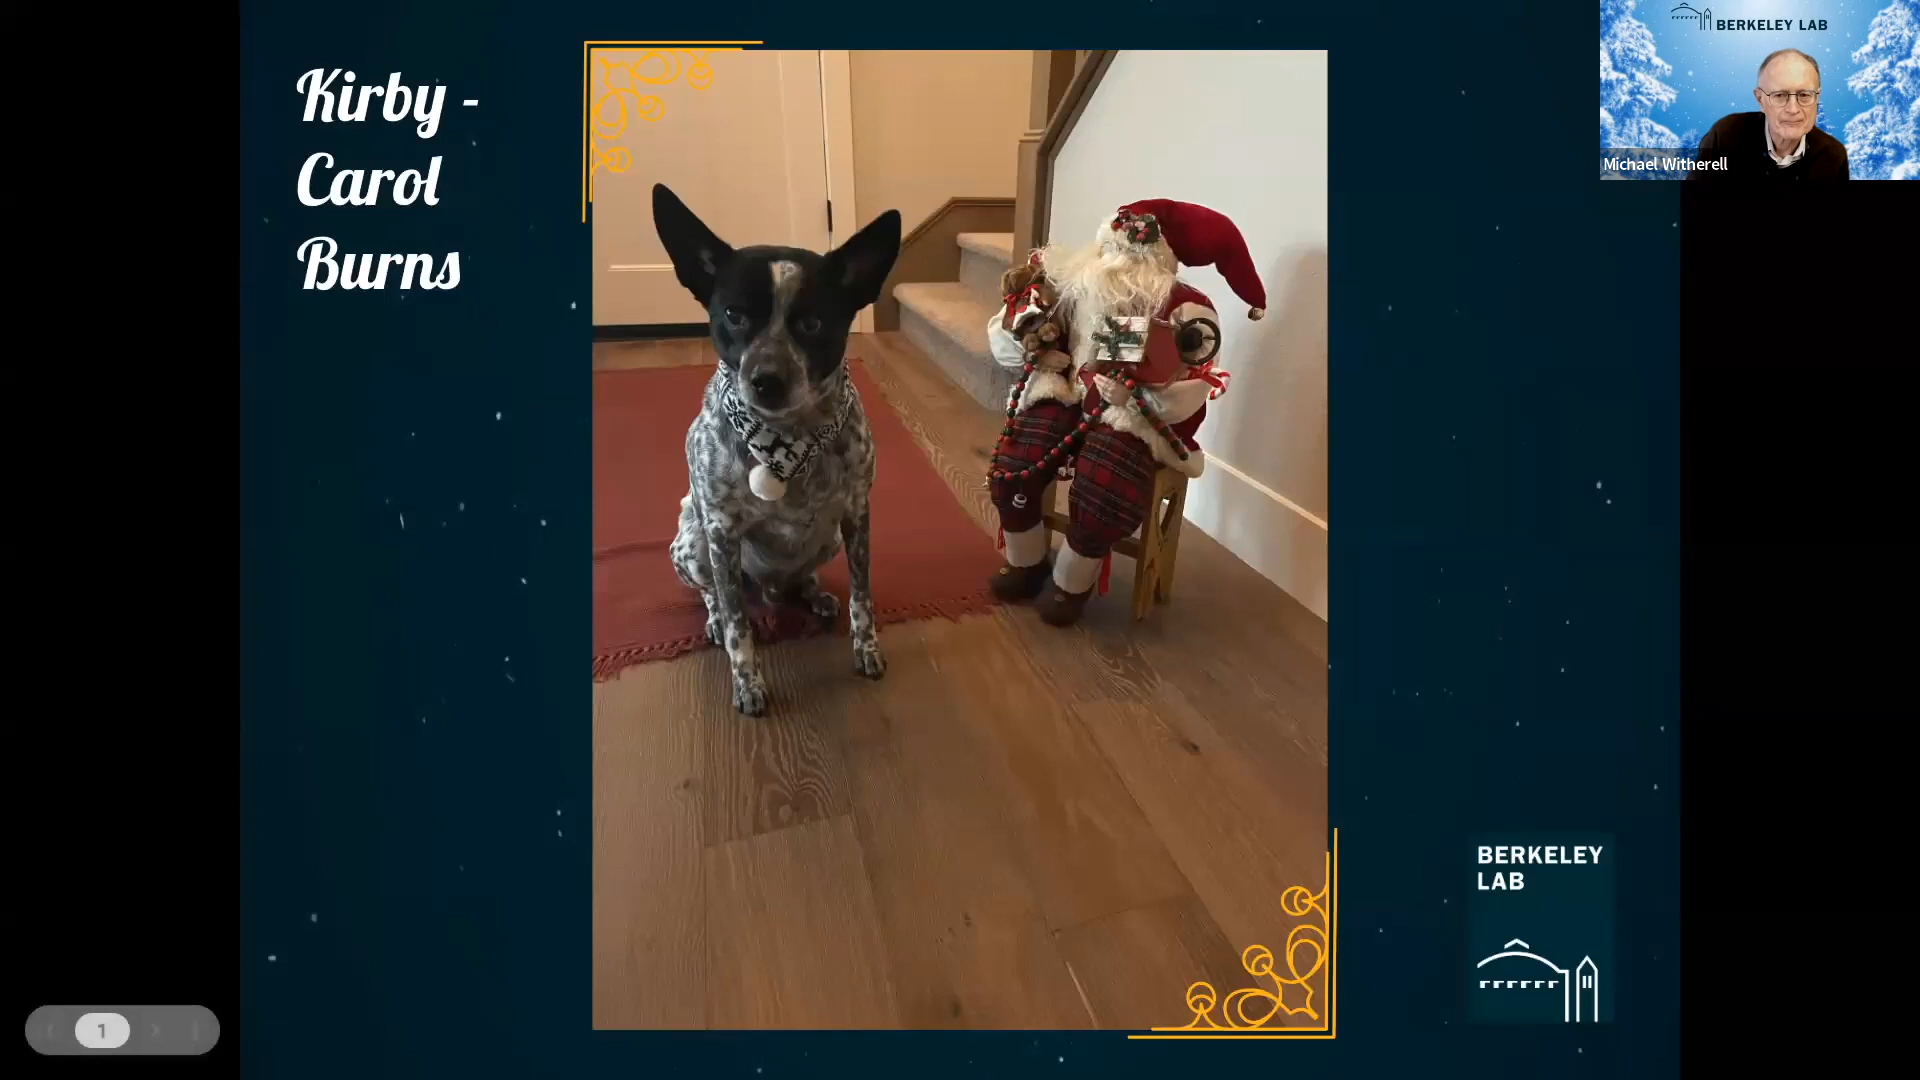 Kirby -
Carol
Burns
BERKELEY LAB
Michael Witherell
BERKELEY
LAB
1